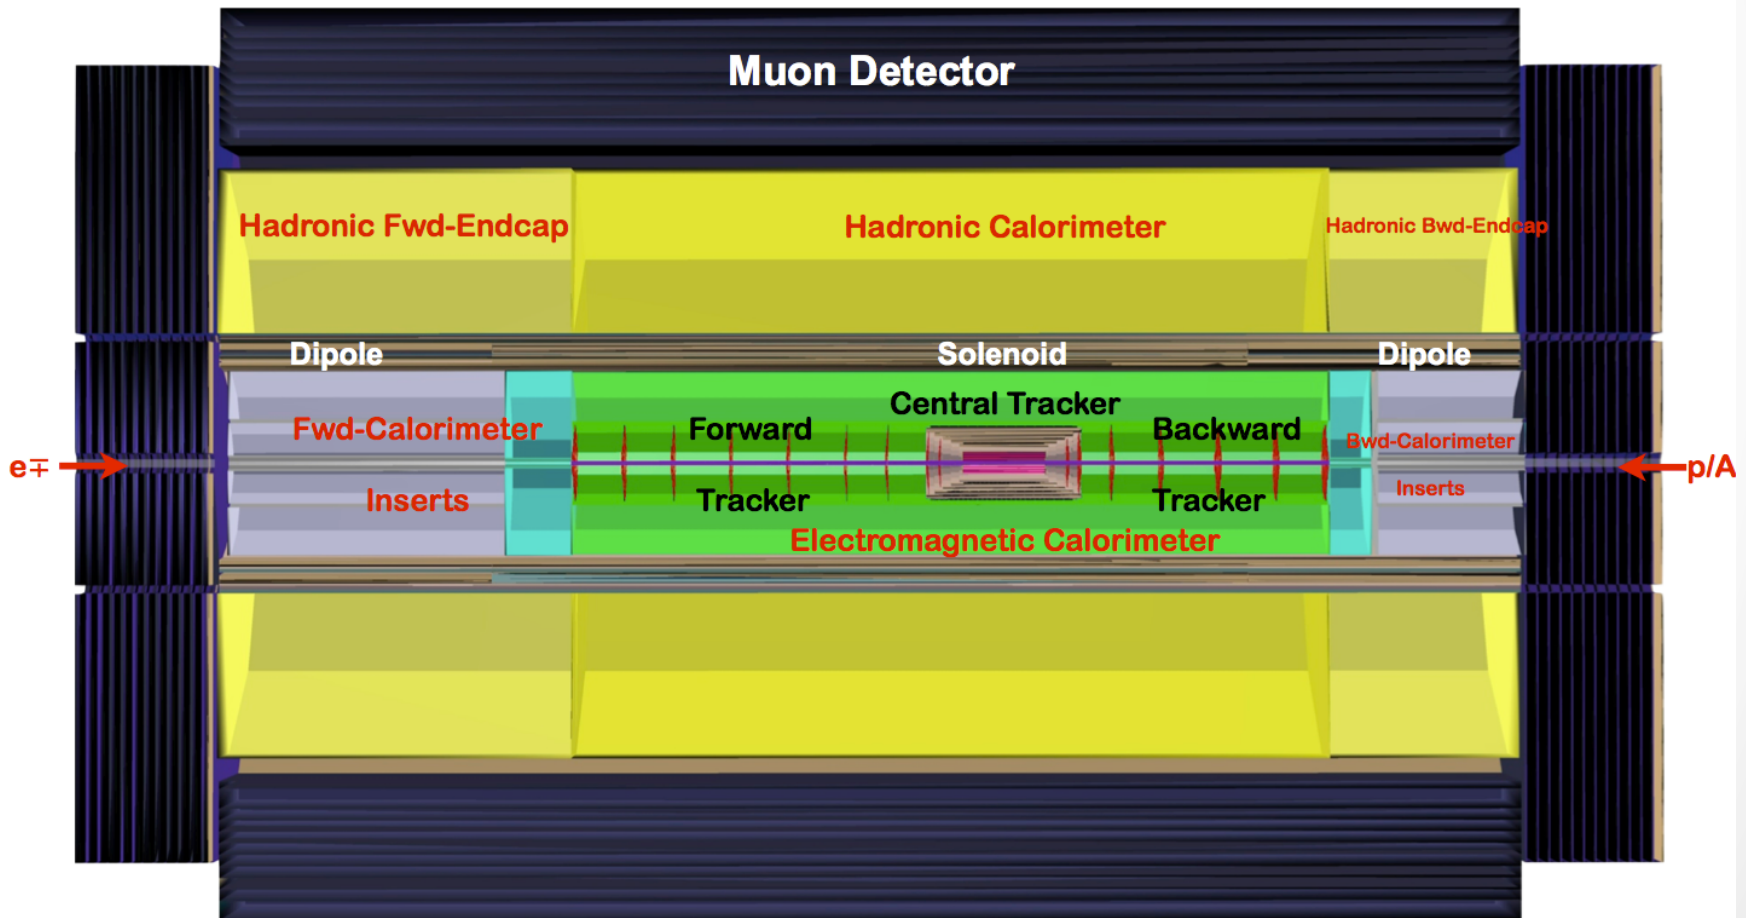 Muon Detector
Hadronic Fwd-Endcap
Hadronic Calorimeter
Hadronic Bwd-Endcap
Dipole
Solenoid
Dipole
Central Tracker
Fwd-Calorimeter
Forward
Backward
Bwd-Calorimeter
e∓
p/A
Inserts
Tracker
Tracker
Inserts
Electromagnetic Calorimeter